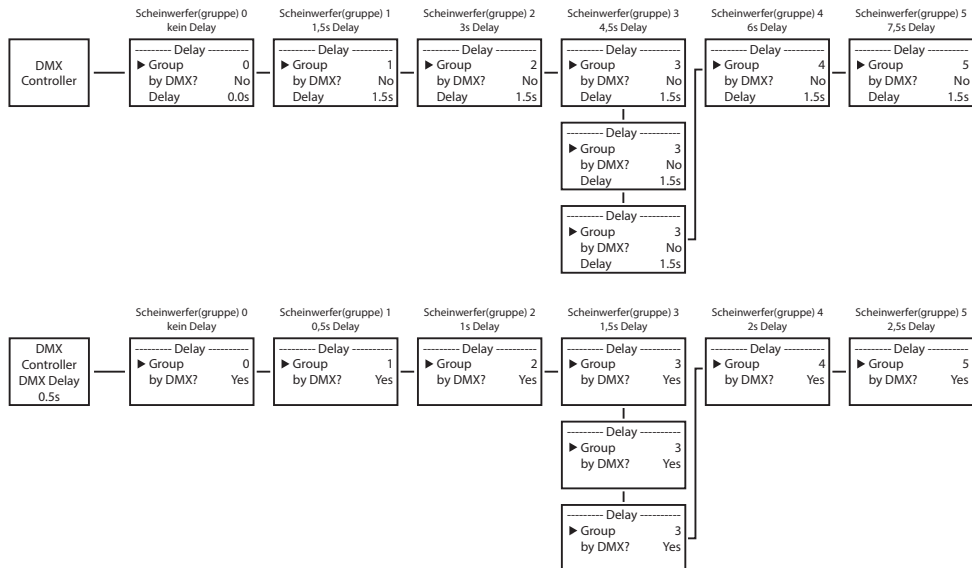 Scheinwerfer(gruppe) 0
kein Delay
Scheinwerfer(gruppe) 1
1,5s Delay
Scheinwerfer(gruppe) 2
3s Delay
Scheinwerfer(gruppe) 3
4,5s Delay
Scheinwerfer(gruppe) 4
6s Delay
Scheinwerfer(gruppe) 5
7,5s Delay
DMX
Controller
--------- Delay ----------
▶ Group 0
by DMX? No
Delay 0.0s
--------- Delay ----------
▶ Group 1
by DMX? No
Delay 1.5s
--------- Delay ----------
▶ Group 2
by DMX? No
Delay 1.5s
--------- Delay ----------
▶ Group 3
by DMX? No
Delay 1.5s
--------- Delay ----------
▶ Group 3
by DMX? No
Delay 1.5s
--------- Delay ----------
▶ Group 3
by DMX? No
Delay 1.5s
--------- Delay ----------
▶ Group 4
by DMX? No
Delay 1.5s
--------- Delay ----------
▶ Group 5
by DMX? No
Delay 1.5s
Scheinwerfer(gruppe) 0
kein Delay
Scheinwerfer(gruppe) 1
0,5s Delay
Scheinwerfer(gruppe) 2
1s Delay
Scheinwerfer(gruppe) 3
1,5s Delay
Scheinwerfer(gruppe) 4
2s Delay
Scheinwerfer(gruppe) 5
2,5s Delay
DMX
Controller
DMX Delay
0.5s
--------- Delay ----------
▶ Group 0
by DMX? Yes
--------- Delay ----------
▶ Group 1
by DMX? Yes
--------- Delay ----------
▶ Group 2
by DMX? Yes
--------- Delay ----------
▶ Group 3
by DMX? Yes
--------- Delay ----------
▶ Group 3
by DMX? Yes
--------- Delay ----------
▶ Group 3
by DMX? Yes
--------- Delay ----------
▶ Group 4
by DMX? Yes
--------- Delay ----------
▶ Group 5
by DMX? Yes